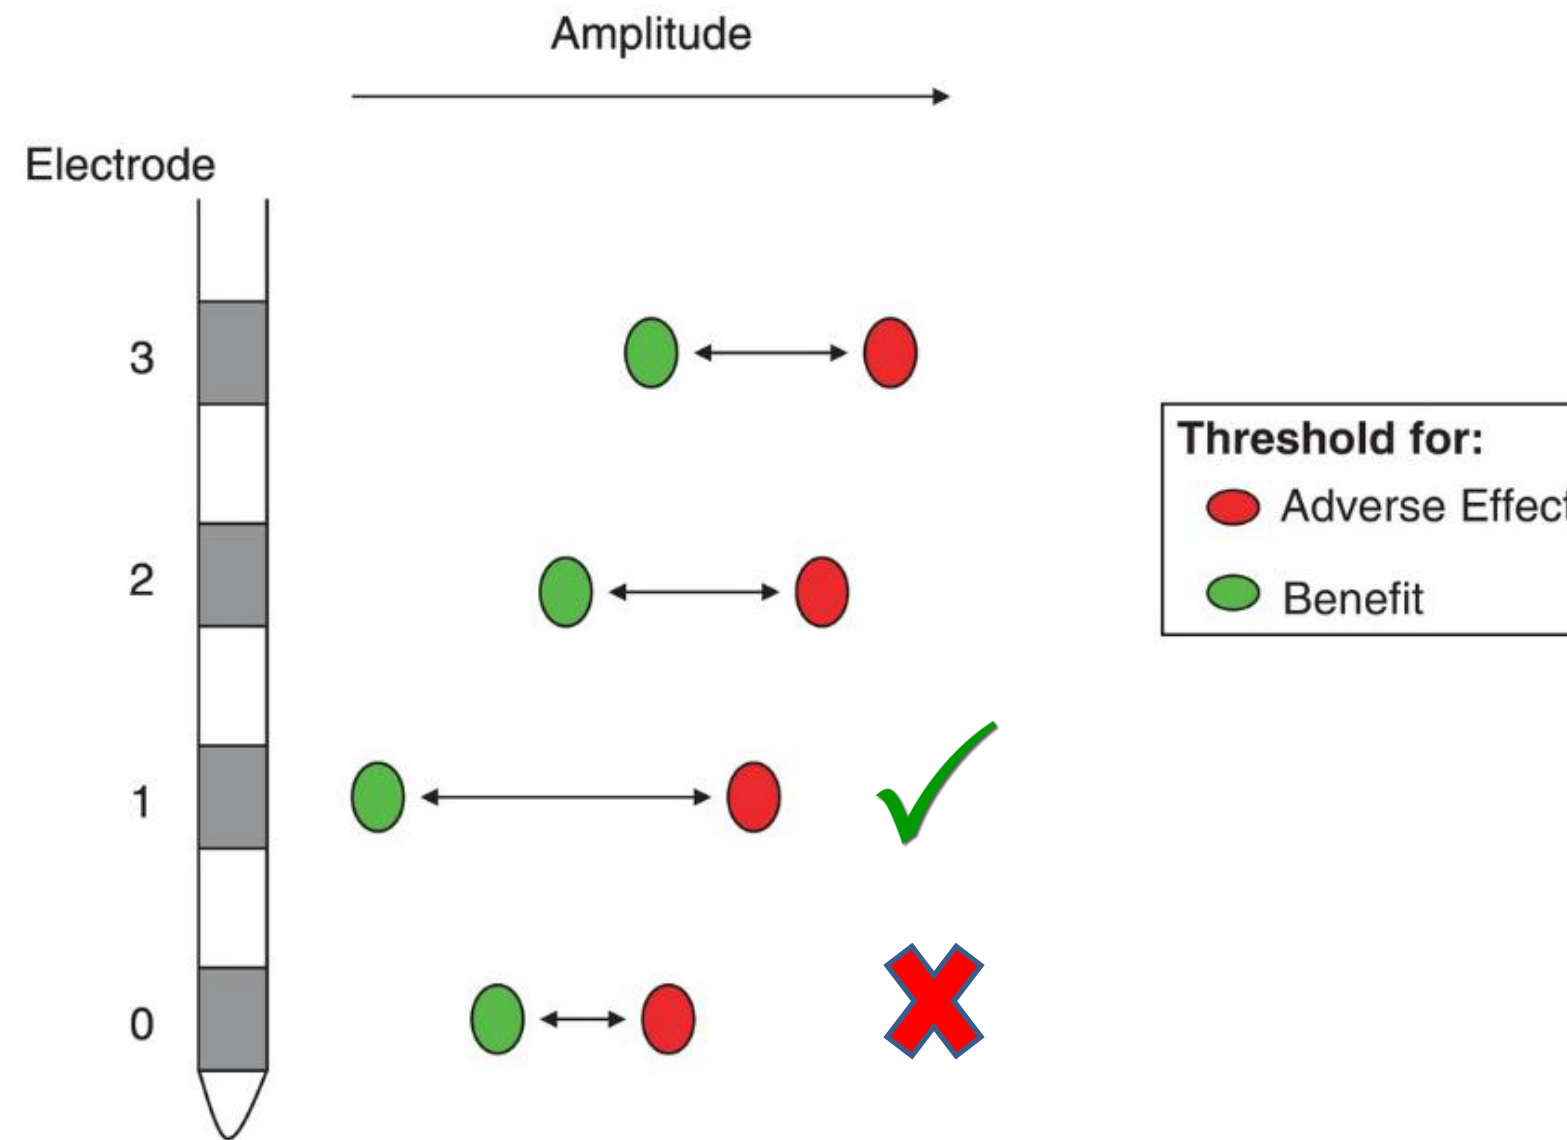 Amplitude
Electrode
3
Threshold for:
Adverse Effect
2
Benefit
1
0